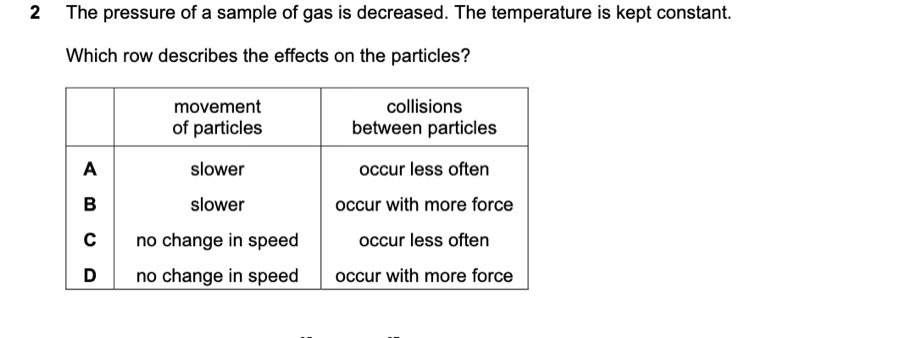 2 The pressure of a sample of gas is decreased. The temperature is kept constant.
Which row describes the effects on the particles?
movement of particles collisions between particles
A slower occur less often
B slower occur with more force
C no change in speed occur less often
D no change in speed occur with more force